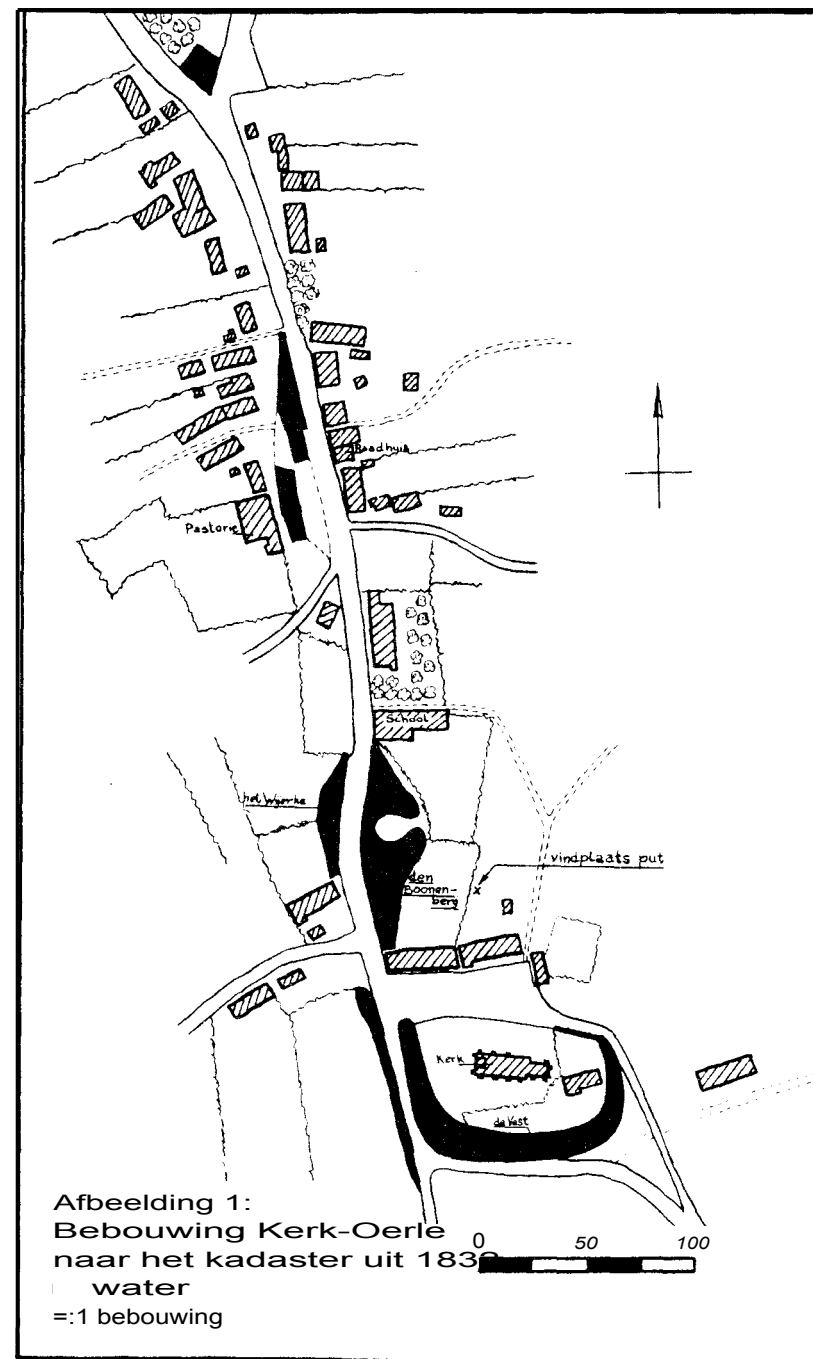 Raadhuis
Pastorie
School
het Wijerke
vindplaats put
den
Boonen-
berg
Kerk
de Vest
Afbeelding 1:
Bebouwing Kerk-Oerle
naar het kadaster uit 183
0 50 100
water
=:1 bebouwing